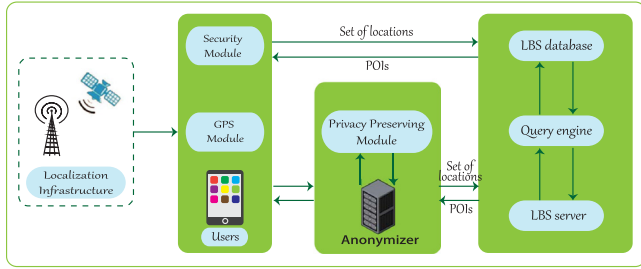 Localization
Infrastructure
Security
Module
GPS
Module
Users
Set of locations
POIs
Privacy Preserving
Module
Anonymizer
Set of
locations
POIs
LBS database
Query engine
LBS server